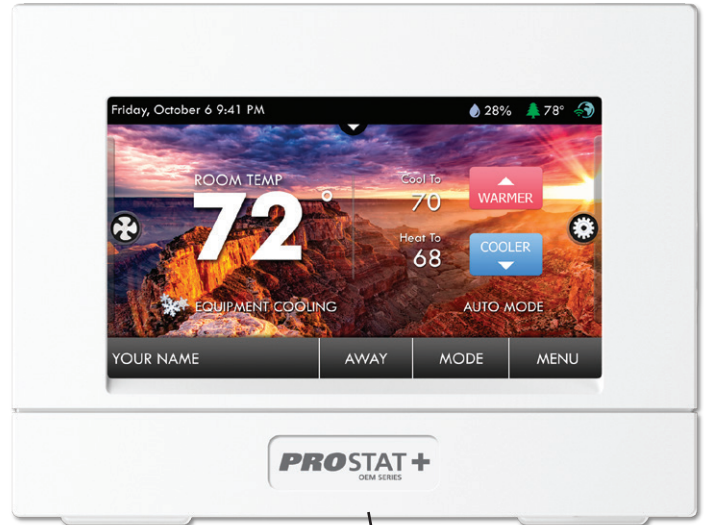 Friday, October 6 9:41 PM
28% 78°
ROOM TEMP
72°
Cool To
70
WARMER
Heat To
68
COOLER
EQUIPMENT COOLING
AUTO MODE
YOUR NAME AWAY MODE MENU
PROSTAT+
OEM SERIES